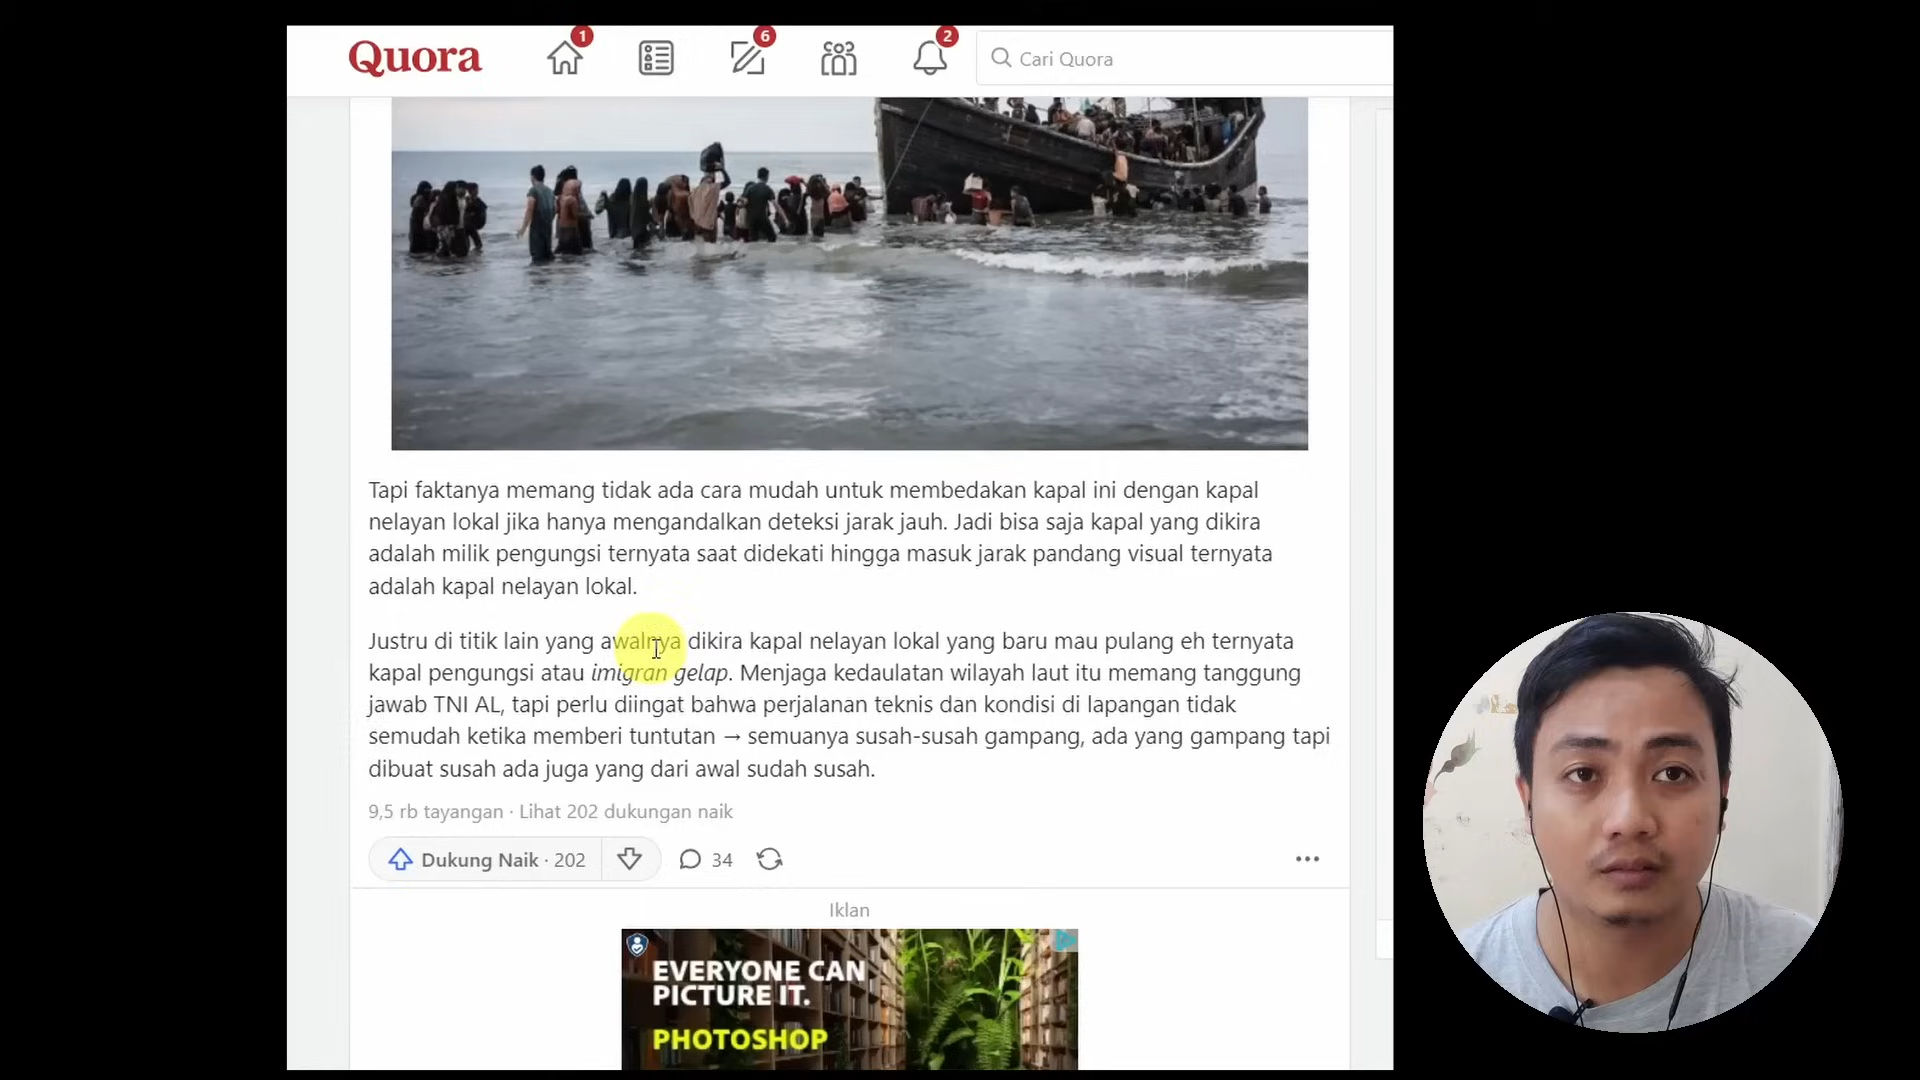 Quora
1
6
2
Cari Quora
Tapi faktanya memang tidak ada cara mudah untuk membedakan kapal ini dengan kapal
nelayan lokal jika hanya mengandalkan deteksi jarak jauh. Jadi bisa saja kapal yang dikira
adalah milik pengungsi ternyata saat didekati hingga masuk jarak pandang visual ternyata
adalah kapal nelayan lokal.
Justru di titik lain yang awalnya dikira kapal nelayan lokal yang baru mau pulang eh ternyata
kapal pengungsi atau imigran gelap. Menjaga kedaulatan wilayah laut itu memang tanggung
jawab TNI AL, tapi perlu diingat bahwa perjalanan teknis dan kondisi di lapangan tidak
semudah ketika memberi tuntutan → semuanya susah-susah gampang, ada yang gampang tapi
dibuat susah ada juga yang dari awal sudah susah.
9,5 rb tayangan · Lihat 202 dukungan naik
Dukung Naik · 202
34
Iklan
EVERYONE CAN
PICTURE IT.
PHOTOSHOP